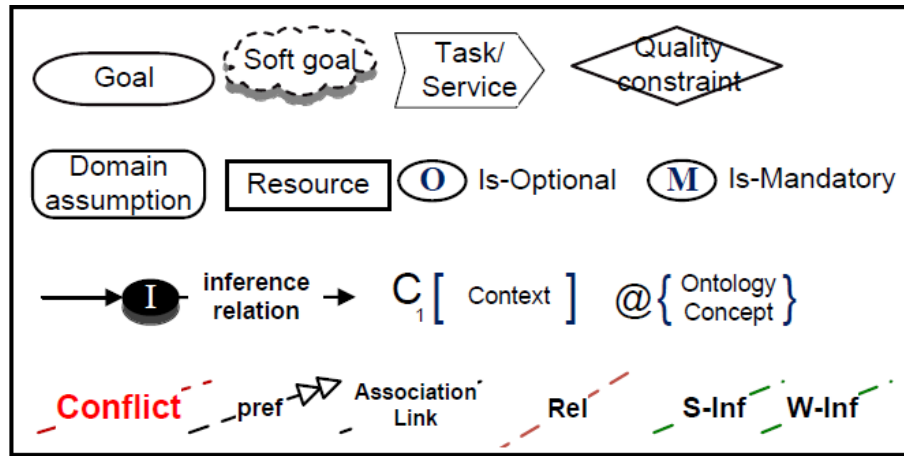 Goal
Soft goal
Task/
Service
Quality
constraint
Domain
assumption
Resource
O Is-Optional
M Is-Mandatory
I
inference
relation
C1 [ Context ]
@ { Ontology
Concept }
Conflict
pref
Association
Link
Rel
S-Inf
W-Inf